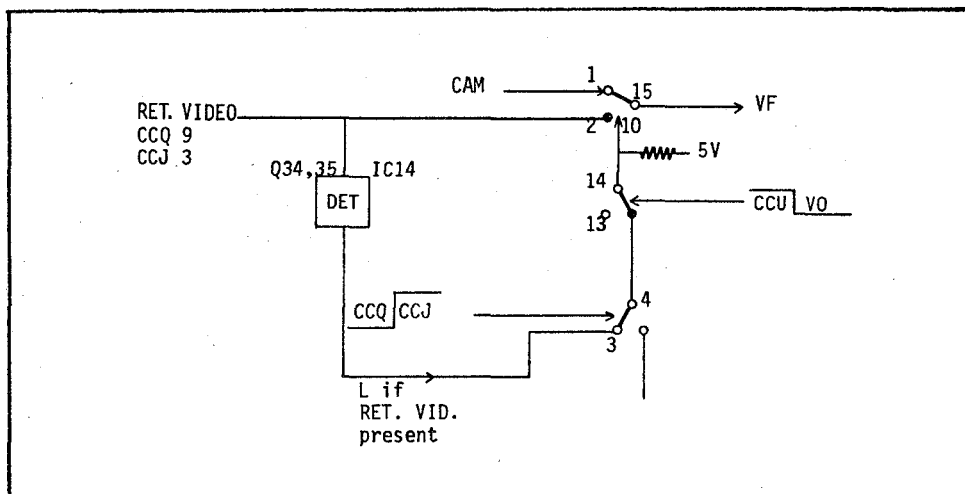 CAM
1
15
VF
RET. VIDEO
CCQ 9
CCJ 3
2
10
5V
Q34,35
IC14
DET
14
CCU VO
13
CCQ CCJ
4
3
L if
RET. VID.
present